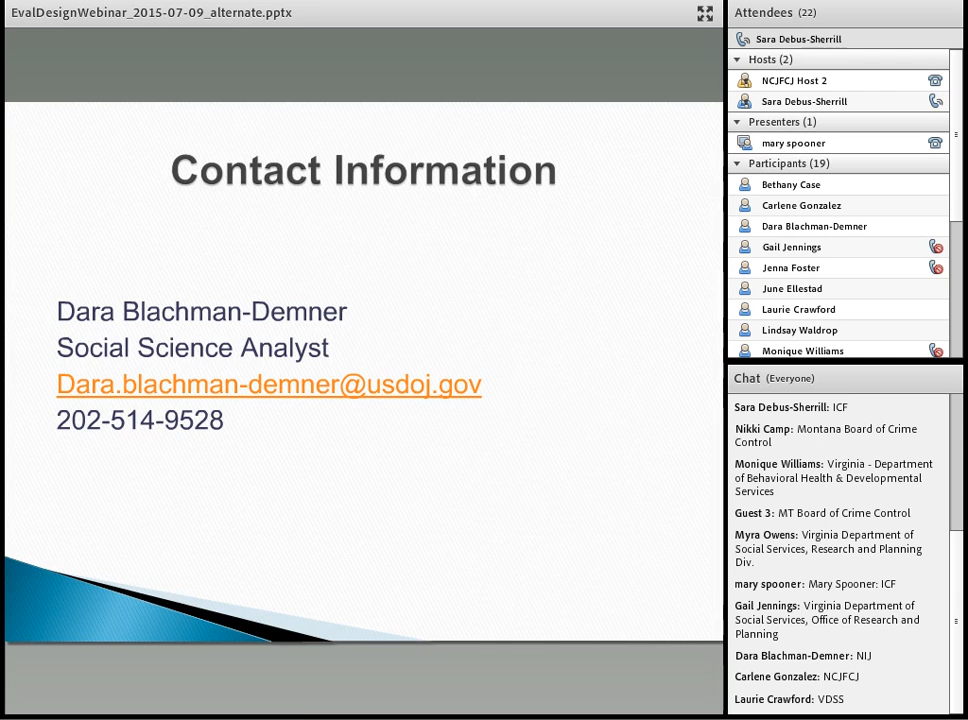 EvalDesignWebinar_2015-07-09_alternate.pptx
Contact Information
Dara Blachman-Demner
Social Science Analyst
Dara.blachman-demner@usdoj.gov
202-514-9528
Attendees (22)
Sara Debus-Sherrill
Hosts (2)
NCJFCJ Host 2
Sara Debus-Sherrill
Presenters (1)
mary spooner
Participants (19)
Bethany Case
Carlene Gonzalez
Dara Blachman-Demner
Gail Jennings
Jenna Foster
June Ellestad
Laurie Crawford
Lindsay Waldrop
Monique Williams
Chat (Everyone)
Sara Debus-Sherrill: ICF
Nikki Camp: Montana Board of Crime
Control
Monique Williams: Virginia - Department
of Behavioral Health & Developmental
Services
Guest 3: MT Board of Crime Control
Myra Owens: Virginia Department of
Social Services, Research and Planning
Div.
mary spooner: Mary Spooner: ICF
Gail Jennings: Virginia Department of
Social Services, Office of Research and
Planning
Dara Blachman-Demner: NIJ
Carlene Gonzalez: NCJFCJ
Laurie Crawford: VDSS